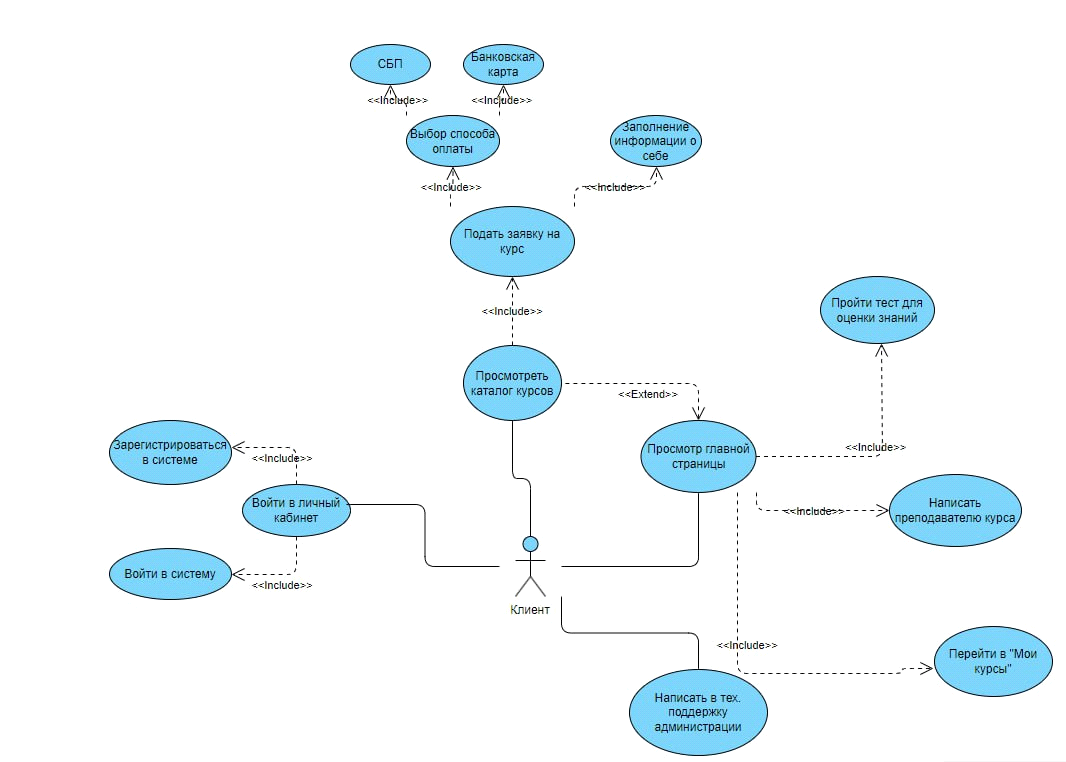 СБП
Банковская
карта
<<Include>>
<<Include>>
Выбор способа
оплаты
Заполнение
информации о
себе
<<Include>>
<<Include>>
Подать заявку на
курс
<<Include>>
Пройти тест для
оценки знаний
Просмотреть
каталог курсов
<<Extend>>
Зарегистрироваться
в системе
<<Include>>
Просмотр главной
страницы
<<Include>>
Войти в личный
кабинет
Написать
преподавателю курса
<<Include>>
Войти в систему
<<Include>>
Клиент
<<Include>>
Перейти в "Мои
курсы"
Написать в тех.
поддержку
администрации